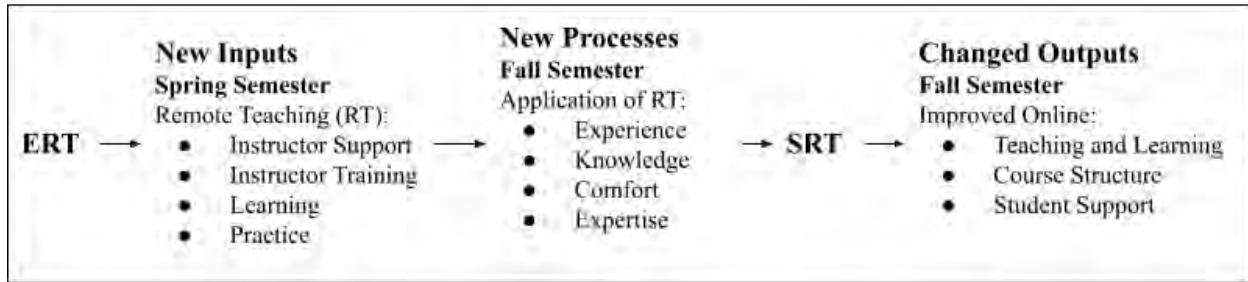 ERT
New Inputs
Spring Semester
Remote Teaching (RT):
● Instructor Support
● Instructor Training
● Learning
● Practice
New Processes
Fall Semester
Application of RT:
● Experience
● Knowledge
● Comfort
● Expertise
SRT
Changed Outputs
Fall Semester
Improved Online:
● Teaching and Learning
● Course Structure
● Student Support